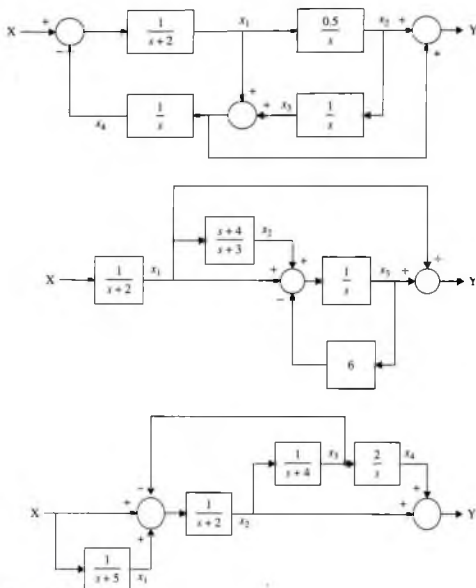 X + − 1/(s+2) x₁ 0.5/s x₂ + + Y
x₄ 1/s + + x₃ 1/s
X 1/(s+2) x₁ (s+4)/(s+3) x₂ + + − 1/s x₃ + + Y
6
X + − + 1/(s+2) x₂ 1/(s+4) x₃ 2/s x₄ + + Y
1/(s+5) x₁